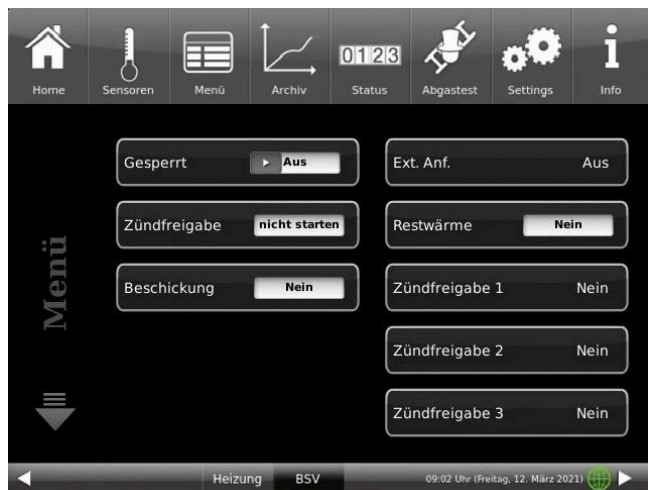 Home Sensoren Menü Archiv 0123 Status Abgastest Settings Info
Menü
Gesperrt Aus
Zündfreigabe nicht starten
Beschickung Nein
Ext. Anf. Aus
Restwärme Nein
Zündfreigabe 1 Nein
Zündfreigabe 2 Nein
Zündfreigabe 3 Nein
Heizung BSV 09:02 Uhr (Freitag, 12. März 2021)